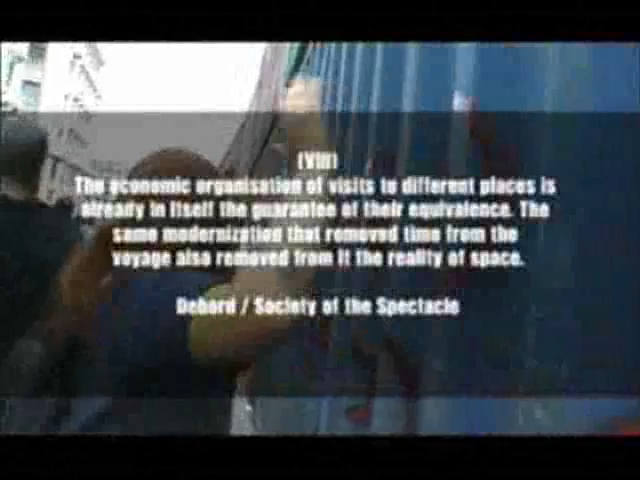 (VIII)
The economic organisation of visits to different places is
already in itself the guarantee of their equivalence. The
same modernization that removed time from the
voyage also removed from it the reality of space.
Debord / Society of the Spectacle